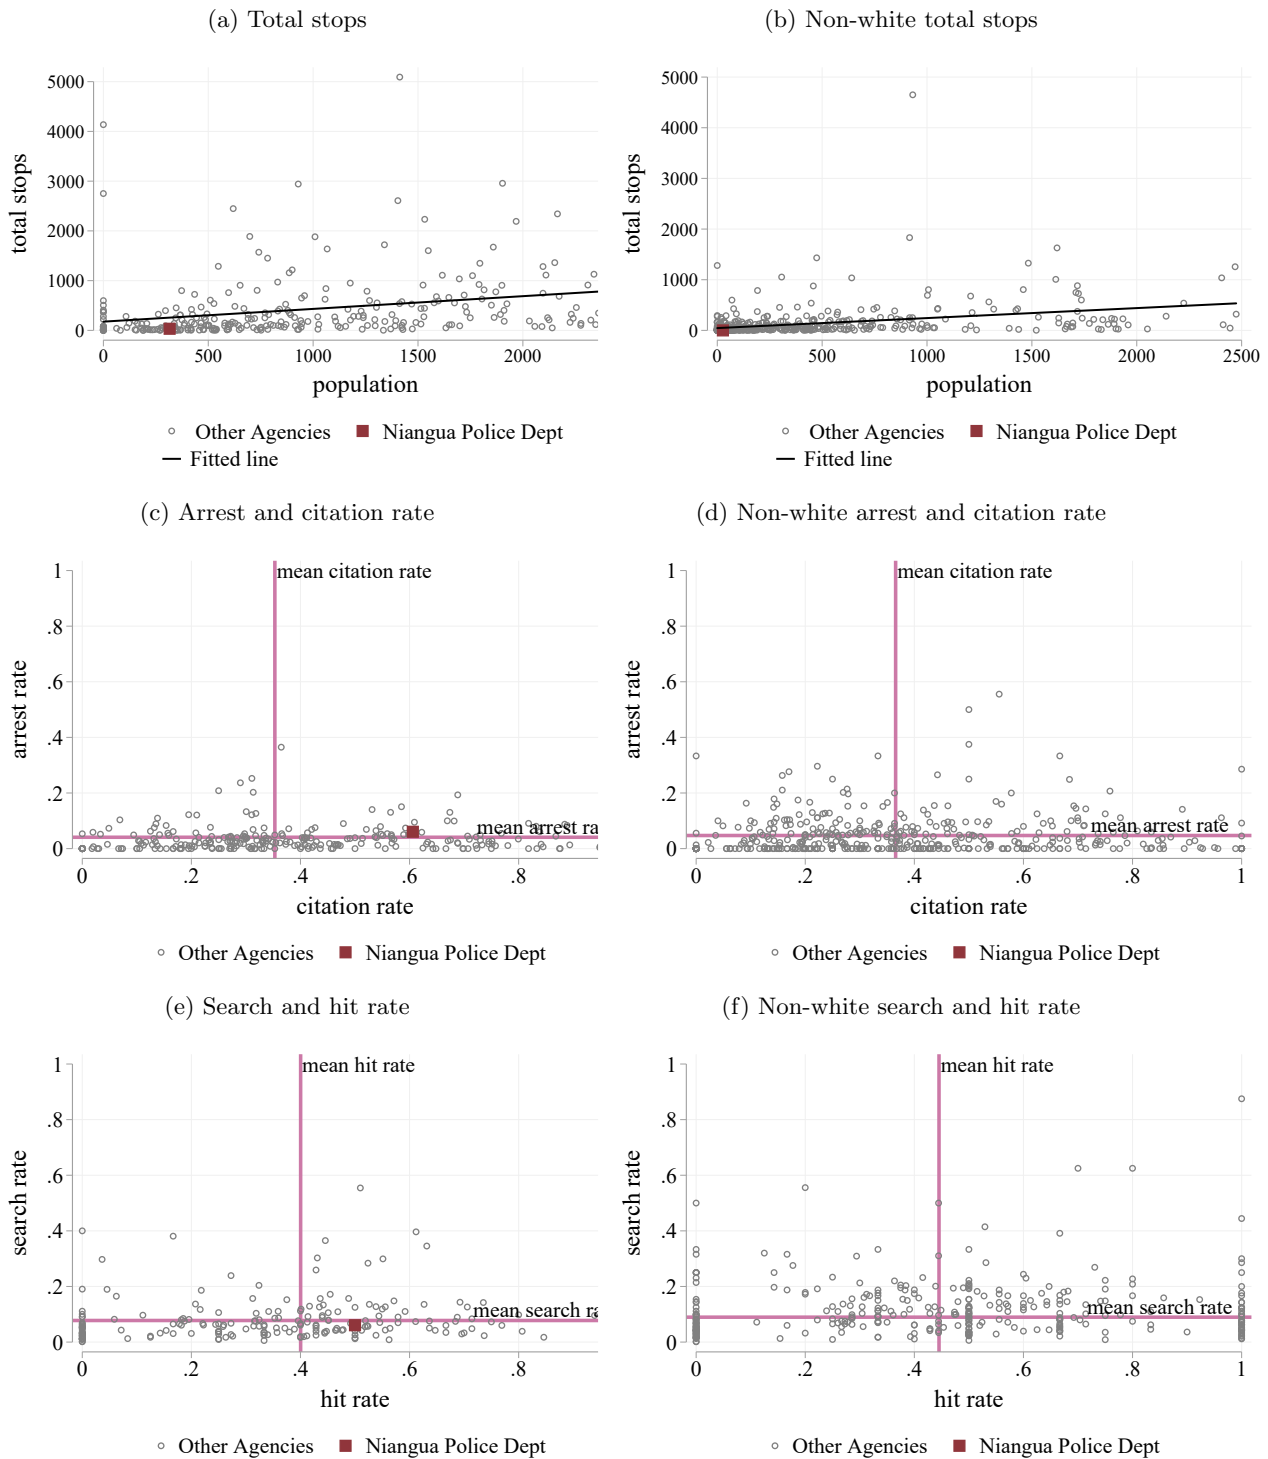 (a) Total stops
5000
4000
3000
2000
1000
0
total stops
0 500 1000 1500 2000
population
Other Agencies Niangua Police Dept
Fitted line
(b) Non-white total stops
5000
4000
3000
2000
1000
0
total stops
0 500 1000 1500 2000 2500
population
Other Agencies Niangua Police Dept
Fitted line
(c) Arrest and citation rate
mean citation rate
1
.8
.6
.4
.2
0
arrest rate
mean arrest ra
0 .2 .4 .6 .8
citation rate
Other Agencies Niangua Police Dept
(d) Non-white arrest and citation rate
mean citation rate
1
.8
.6
.4
.2
0
arrest rate
mean arrest rate
0 .2 .4 .6 .8 1
citation rate
Other Agencies Niangua Police Dept
(e) Search and hit rate
mean hit rate
1
.8
.6
.4
.2
0
search rate
mean search ra
0 .2 .4 .6 .8
hit rate
Other Agencies Niangua Police Dept
(f) Non-white search and hit rate
mean hit rate
1
.8
.6
.4
.2
0
search rate
mean search rate
0 .2 .4 .6 .8 1
hit rate
Other Agencies Niangua Police Dept